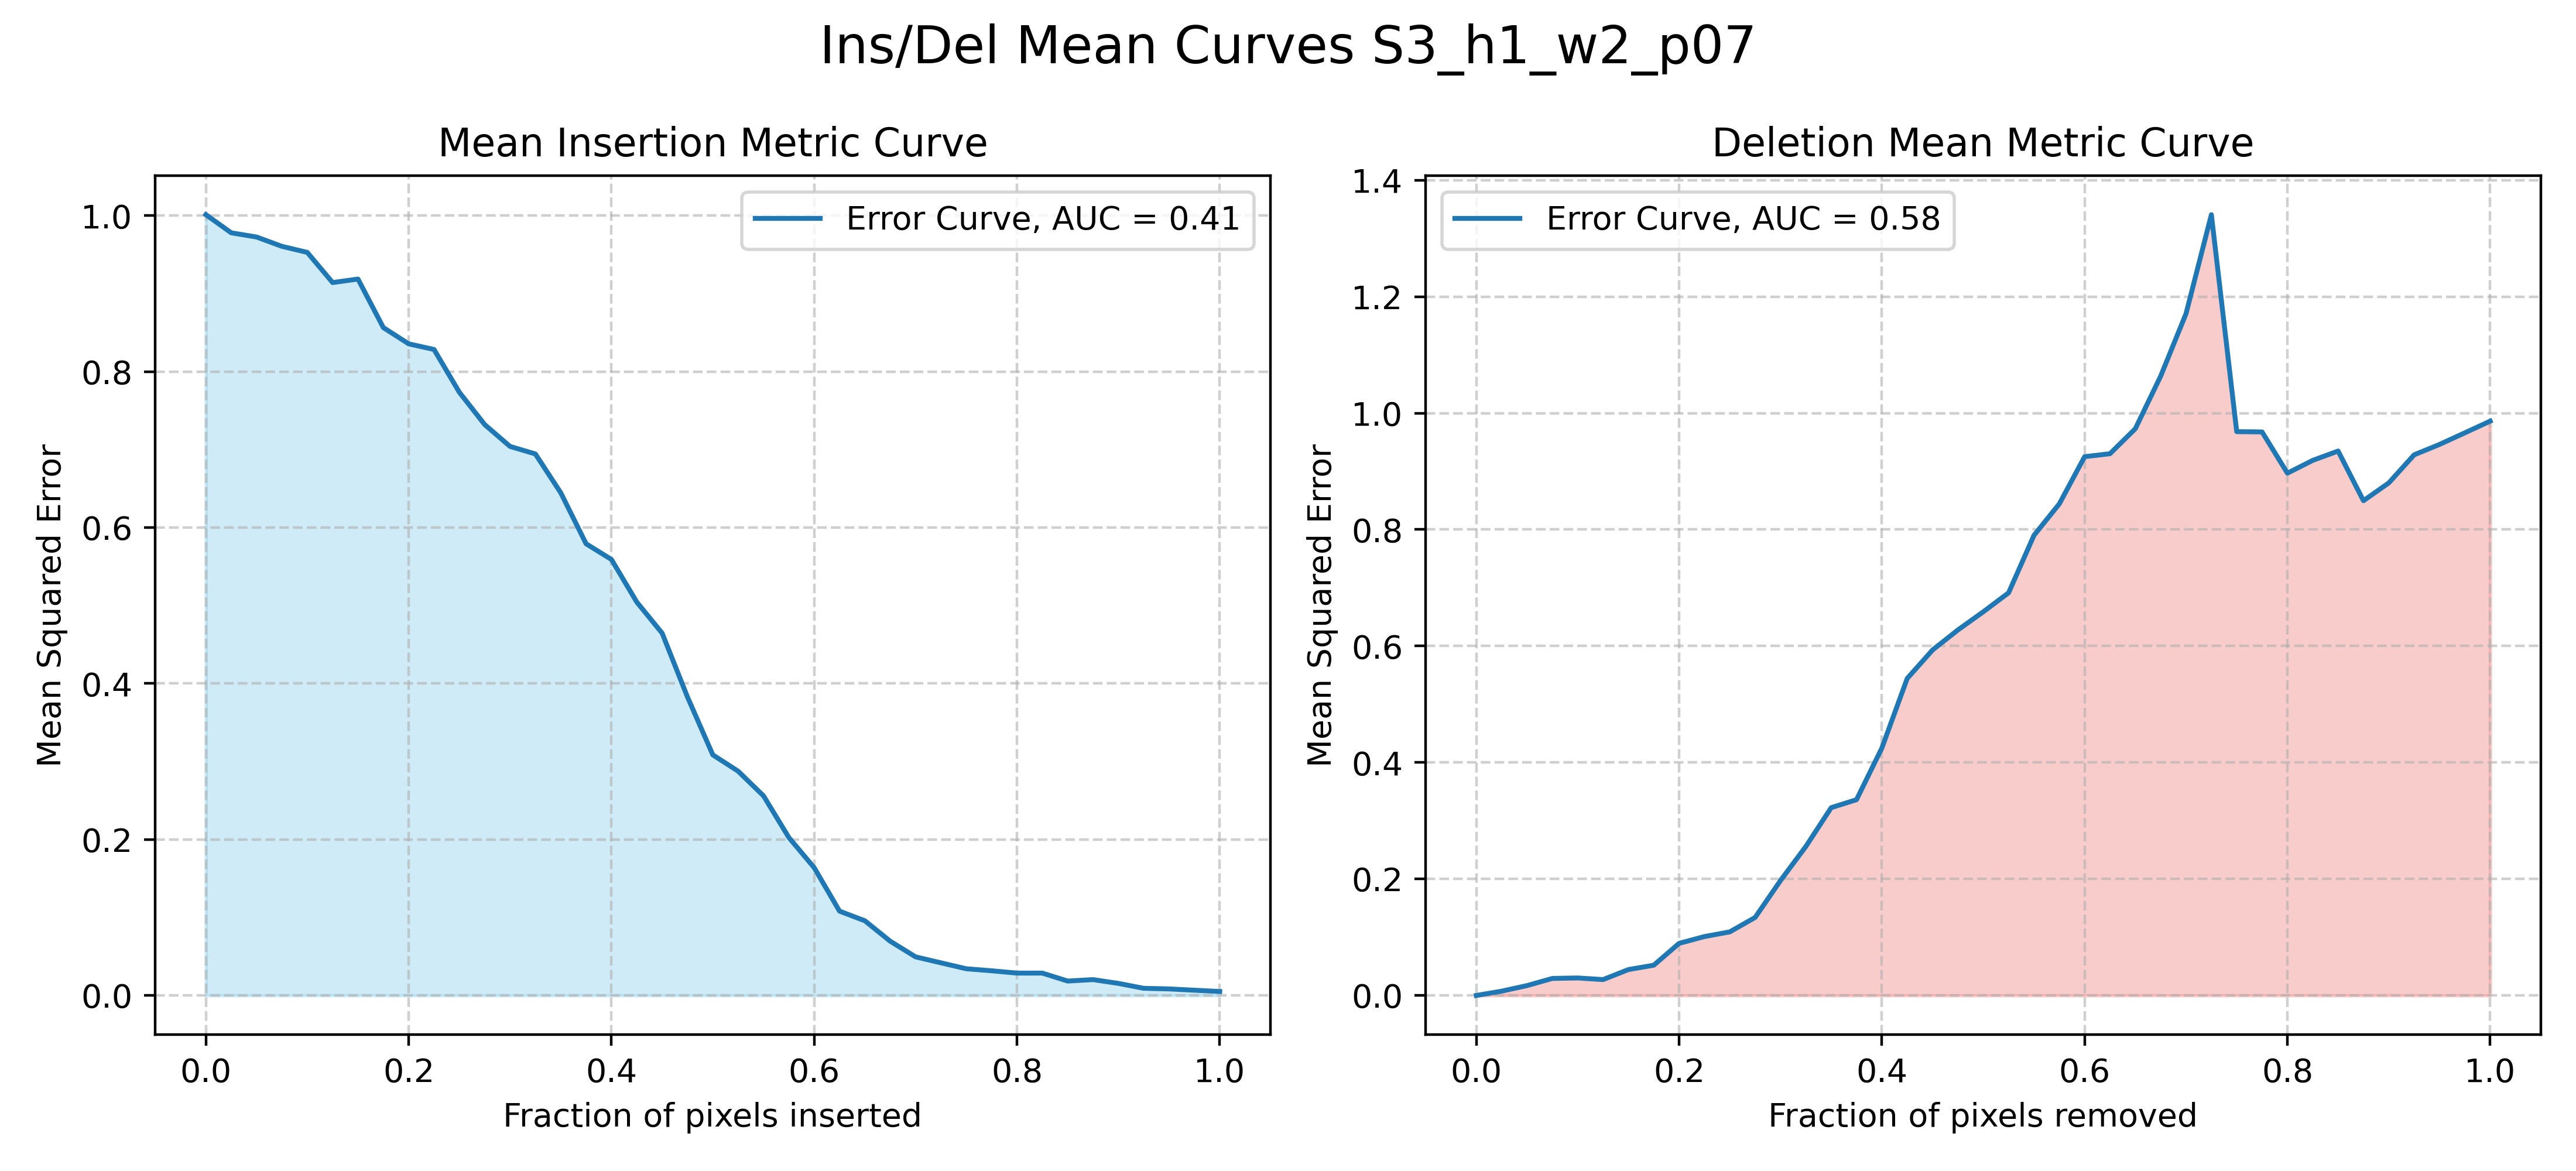 Ins/Del Mean Curves S3_h1_w2_p07
Mean Insertion Metric Curve
Error Curve, AUC = 0.41
Mean Squared Error
1.0
0.8
0.6
0.4
0.2
0.0
0.0 0.2 0.4 0.6 0.8 1.0
Fraction of pixels inserted
Deletion Mean Metric Curve
Error Curve, AUC = 0.58
Mean Squared Error
1.4
1.2
1.0
0.8
0.6
0.4
0.2
0.0
0.0 0.2 0.4 0.6 0.8 1.0
Fraction of pixels removed